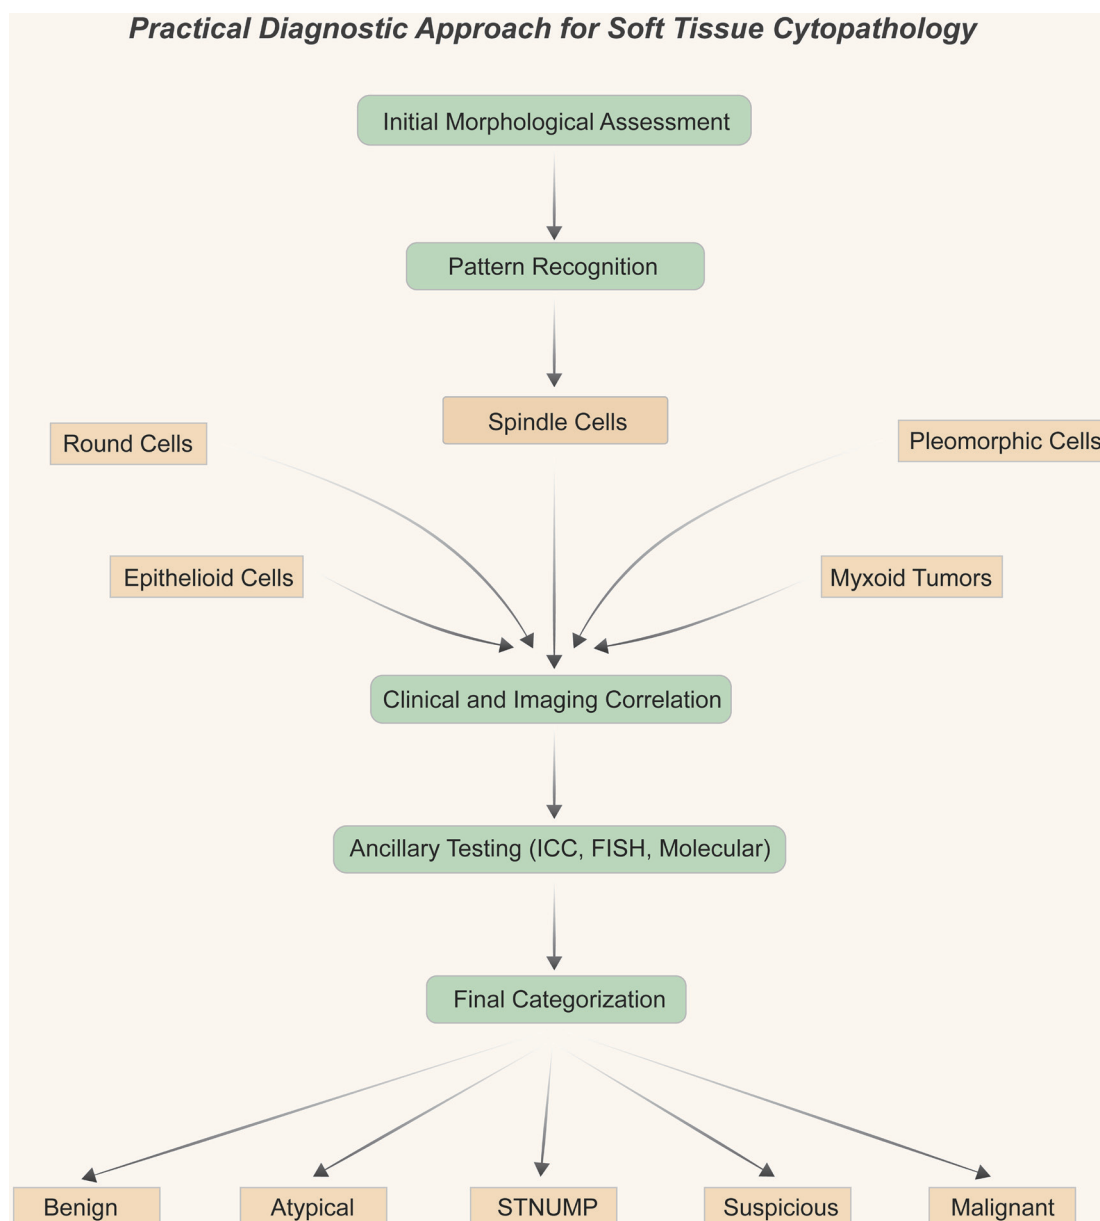 Practical Diagnostic Approach for Soft Tissue Cytopathology
Initial Morphological Assessment
Pattern Recognition
Spindle Cells
Round Cells
Pleomorphic Cells
Epithelioid Cells
Myxoid Tumors
Clinical and Imaging Correlation
Ancillary Testing (ICC, FISH, Molecular)
Final Categorization
Benign
Atypical
STNUMP
Suspicious
Malignant